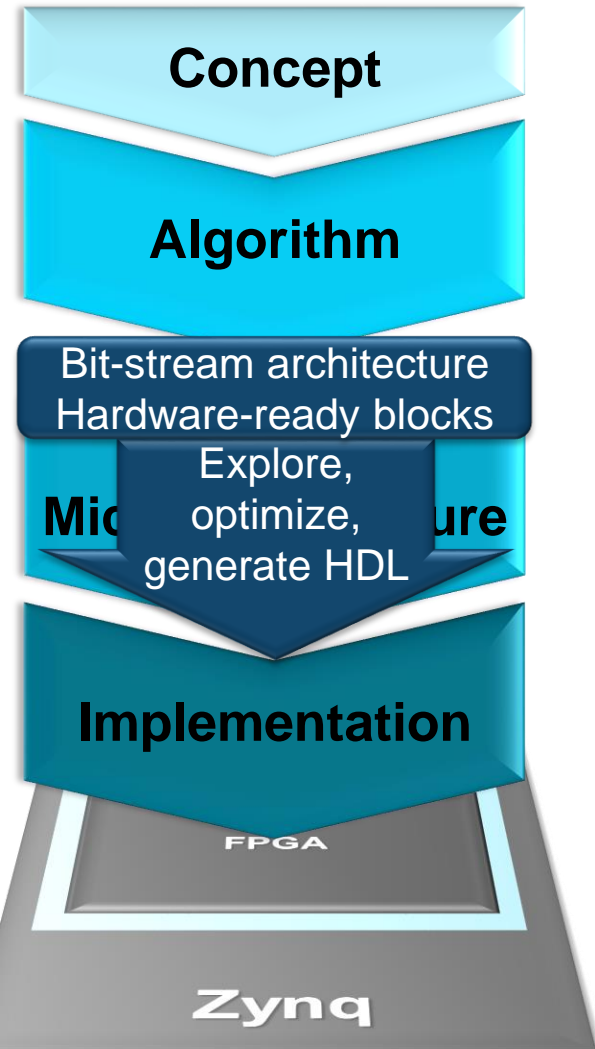 Concept
Algorithm
Bit-stream architecture
Hardware-ready blocks
Explore,
optimize,
generate HDL
Implementation
FPGA
Zynq